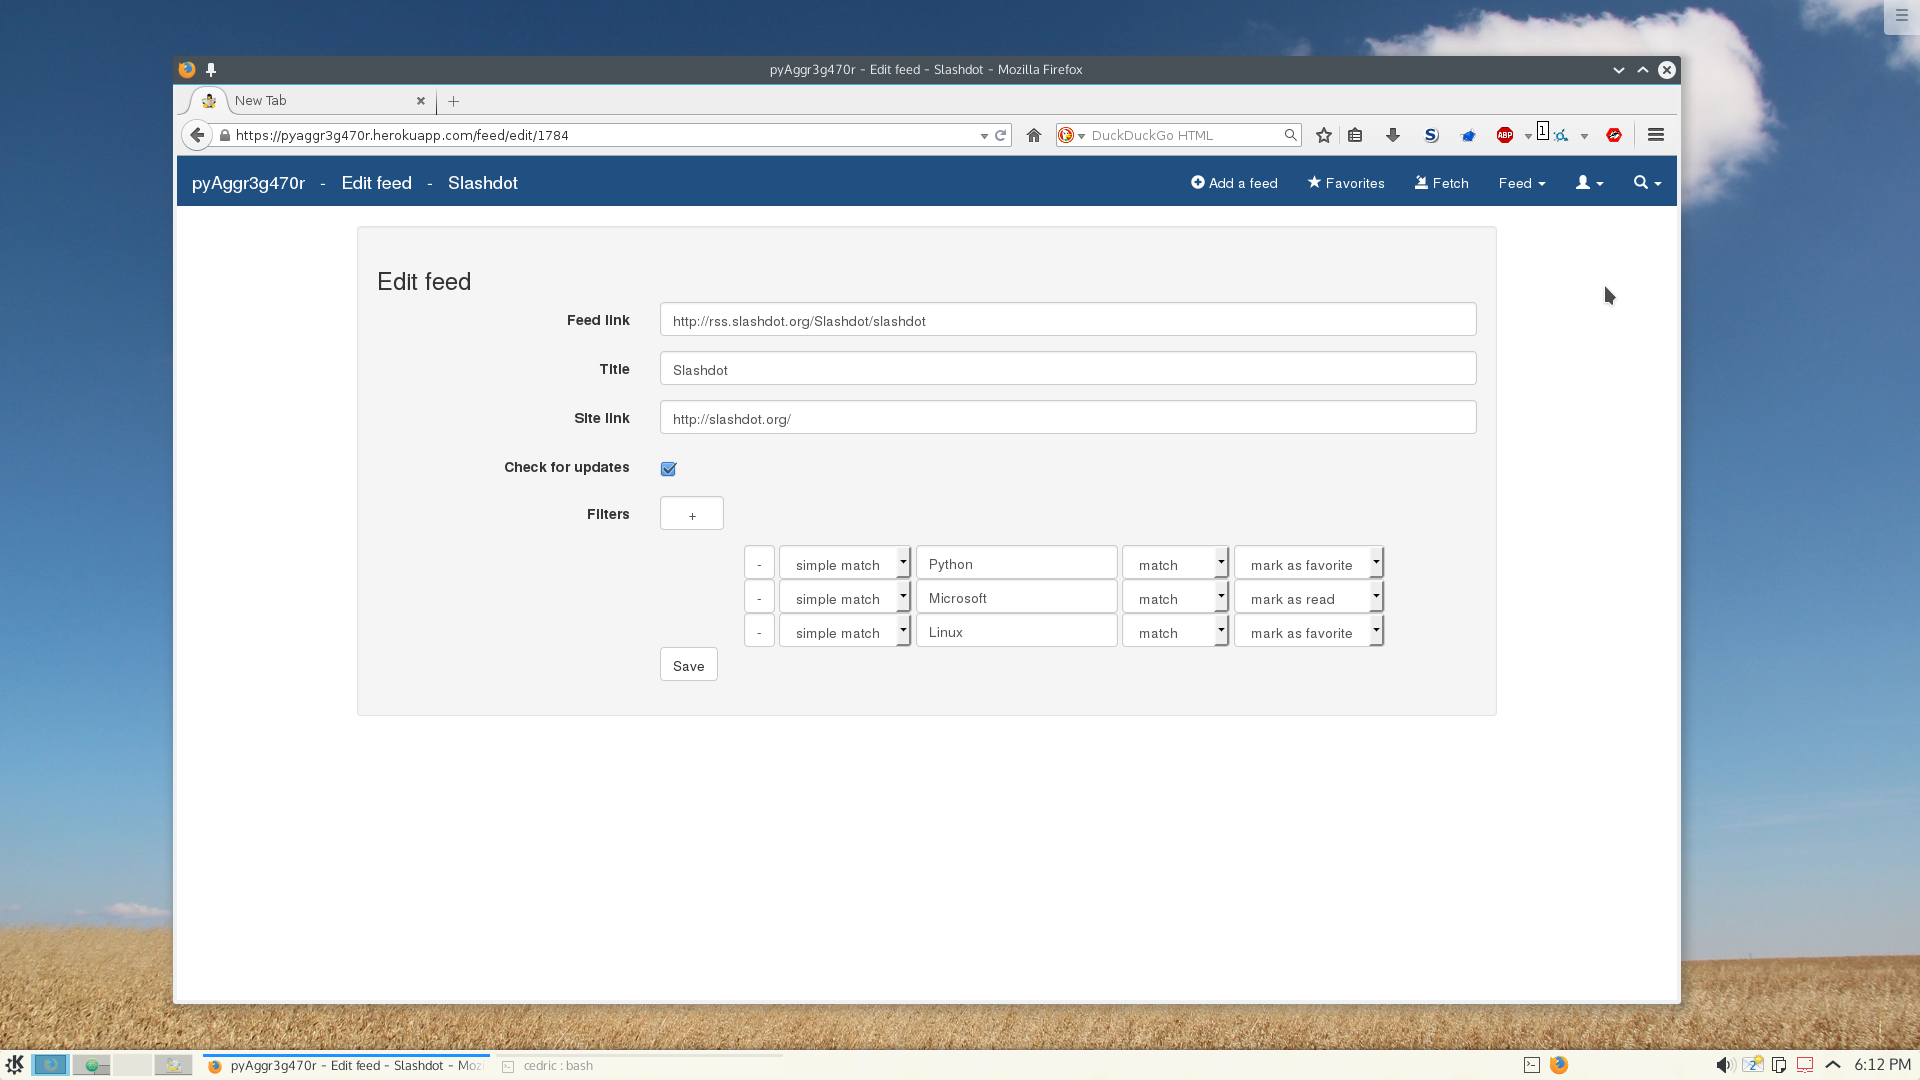 pyAggr3g470r - Edit feed - Slashdot - Mozilla Firefox
New Tab
https://pyaggr3g470r.herokuapp.com/feed/edit/1784
DuckDuckGo HTML
S
ABP
1
pyAggr3g470r - Edit feed - Slashdot
Add a feed
Favorites
Fetch
Feed
Edit feed
Feed link
http://rss.slashdot.org/Slashdot/slashdot
Title
Slashdot
Site link
http://slashdot.org/
Check for updates
Filters
+
- simple match Python match mark as favorite
- simple match Microsoft match mark as read
- simple match Linux match mark as favorite
Save
pyAggr3g470r - Edit feed - Slashdot - Moz
cedric : bash
2
6:12 PM